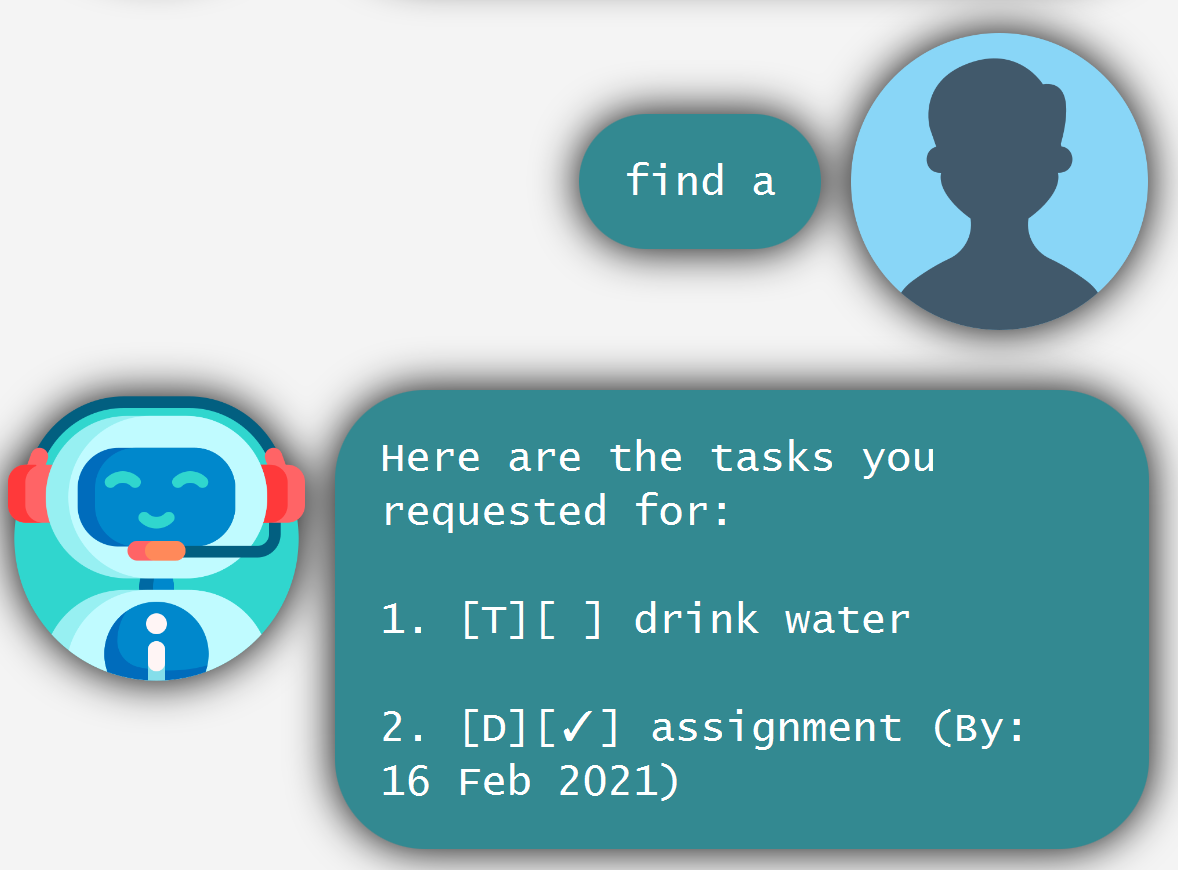 find a
Here are the tasks you
requested for:
1. [T][ ] drink water
2. [D][✓] assignment (By:
16 Feb 2021)